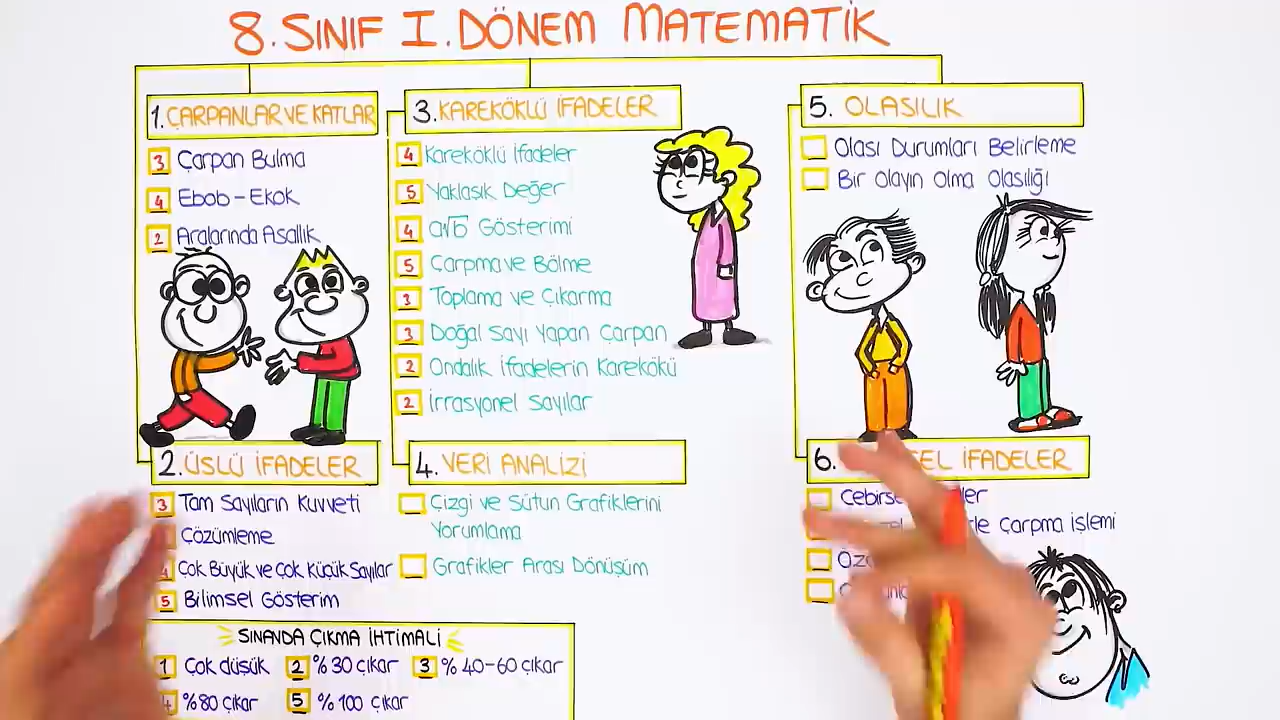 8. SINIF I. DÖNEM MATEMATİK
1. ÇARPANLAR VE KATLAR
3 Çarpan Bulma
4 Ebob-Ekok
2 Aralarında Asallık
2. ÜSLÜ İFADELER
3 Tam Sayıların Kuvveti
Çözümleme
Çok Büyük ve Çok Küçük Sayılar
5 Bilimsel Gösterim
3. KAREKÖKLÜ İFADELER
4 Kareköklü İfadeler
5 Yaklaşık Değer
4 a√b Gösterimi
5 Çarpma ve Bölme
3 Toplama ve Çıkarma
3 Doğal Sayı Yapan Çarpan
2 Ondalık İfadelerin Karekökü
2 İrrasyonel Sayılar
4. VERİ ANALİZİ
Çizgi ve Sütun Grafiklerini
Yorumlama
Grafikler Arası Dönüşüm
5. OLASILIK
Olası Durumları Belirleme
Bir Olayın Olma Olasılığı
6. İFADELER
Çarpma İşlemi
SINAVDA ÇIKMA İHTİMALİ
1 Çok düşük 2 %30 çıkar 3 %40-60 çıkar
4 %80 çıkar 5 %100 çıkar